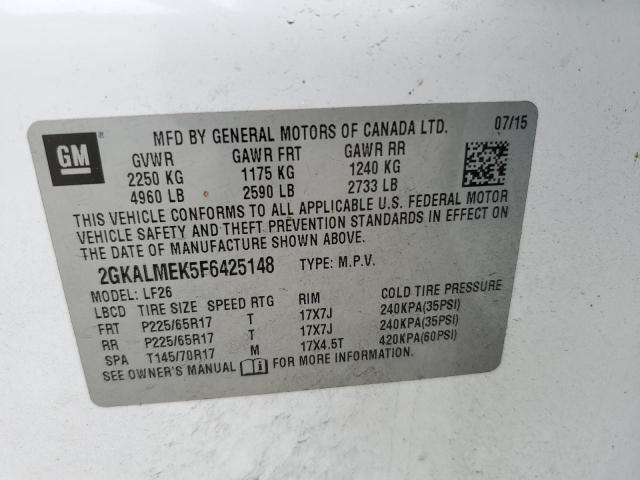 GM
MFD BY GENERAL MOTORS OF CANADA LTD. 07/15
GVWR GAWR FRT GAWR RR
2250 KG 1175 KG 1240 KG
4960 LB 2590 LB 2733 LB
THIS VEHICLE CONFORMS TO ALL APPLICABLE U.S. FEDERAL MOTOR
VEHICLE SAFETY AND THEFT PREVENTION STANDARDS IN EFFECT ON
THE DATE OF MANUFACTURE SHOWN ABOVE.
2GKALMEK5F6425148 TYPE: M.P.V.
MODEL: LF26
LBCD TIRE SIZE SPEED RTG RIM COLD TIRE PRESSURE
FRT P225/65R17 T 17X7J 240KPA(35PSI)
RR P225/65R17 T 17X7J 240KPA(35PSI)
SPA T145/70R17 M 17X4.5T 420KPA(60PSI)
SEE OWNER'S MANUAL FOR MORE INFORMATION.